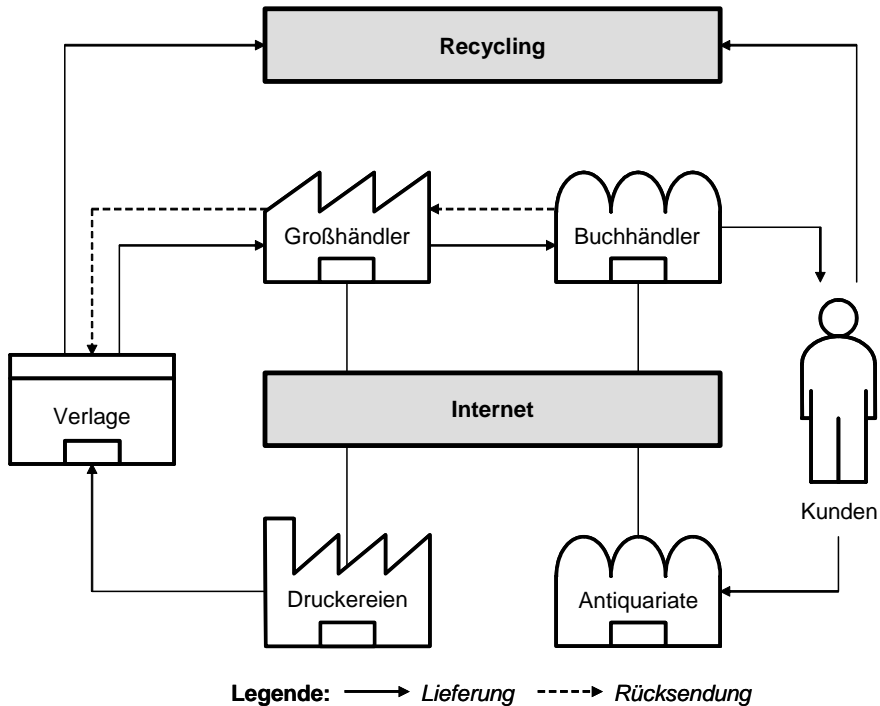 Recycling
Großhändler
Buchhändler
Verlage
Internet
Kunden
Druckereien
Antiquariate
Legende: Lieferung Rücksendung